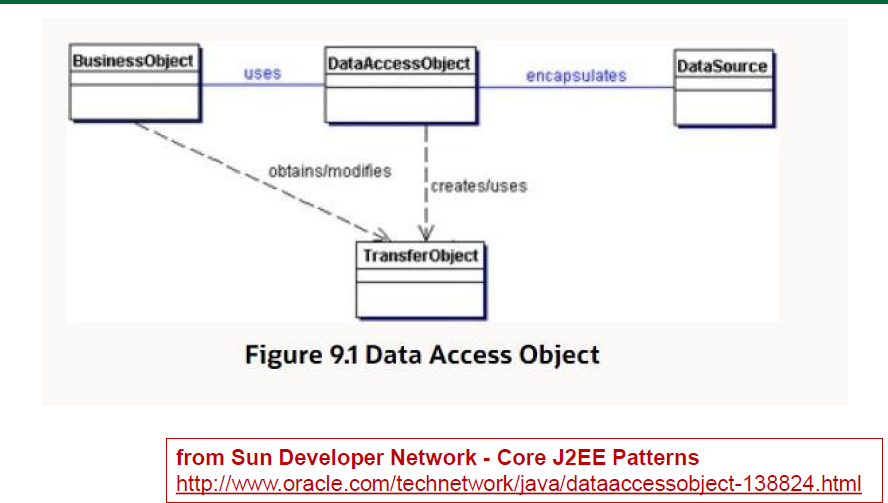 BusinessObject
uses
DataAccessObject
encapsulates
DataSource
obtains/modifies
creates/uses
TransferObject
Figure 9.1 Data Access Object
from Sun Developer Network - Core J2EE Patterns
http://www.oracle.com/technetwork/java/dataaccessobject-138824.html